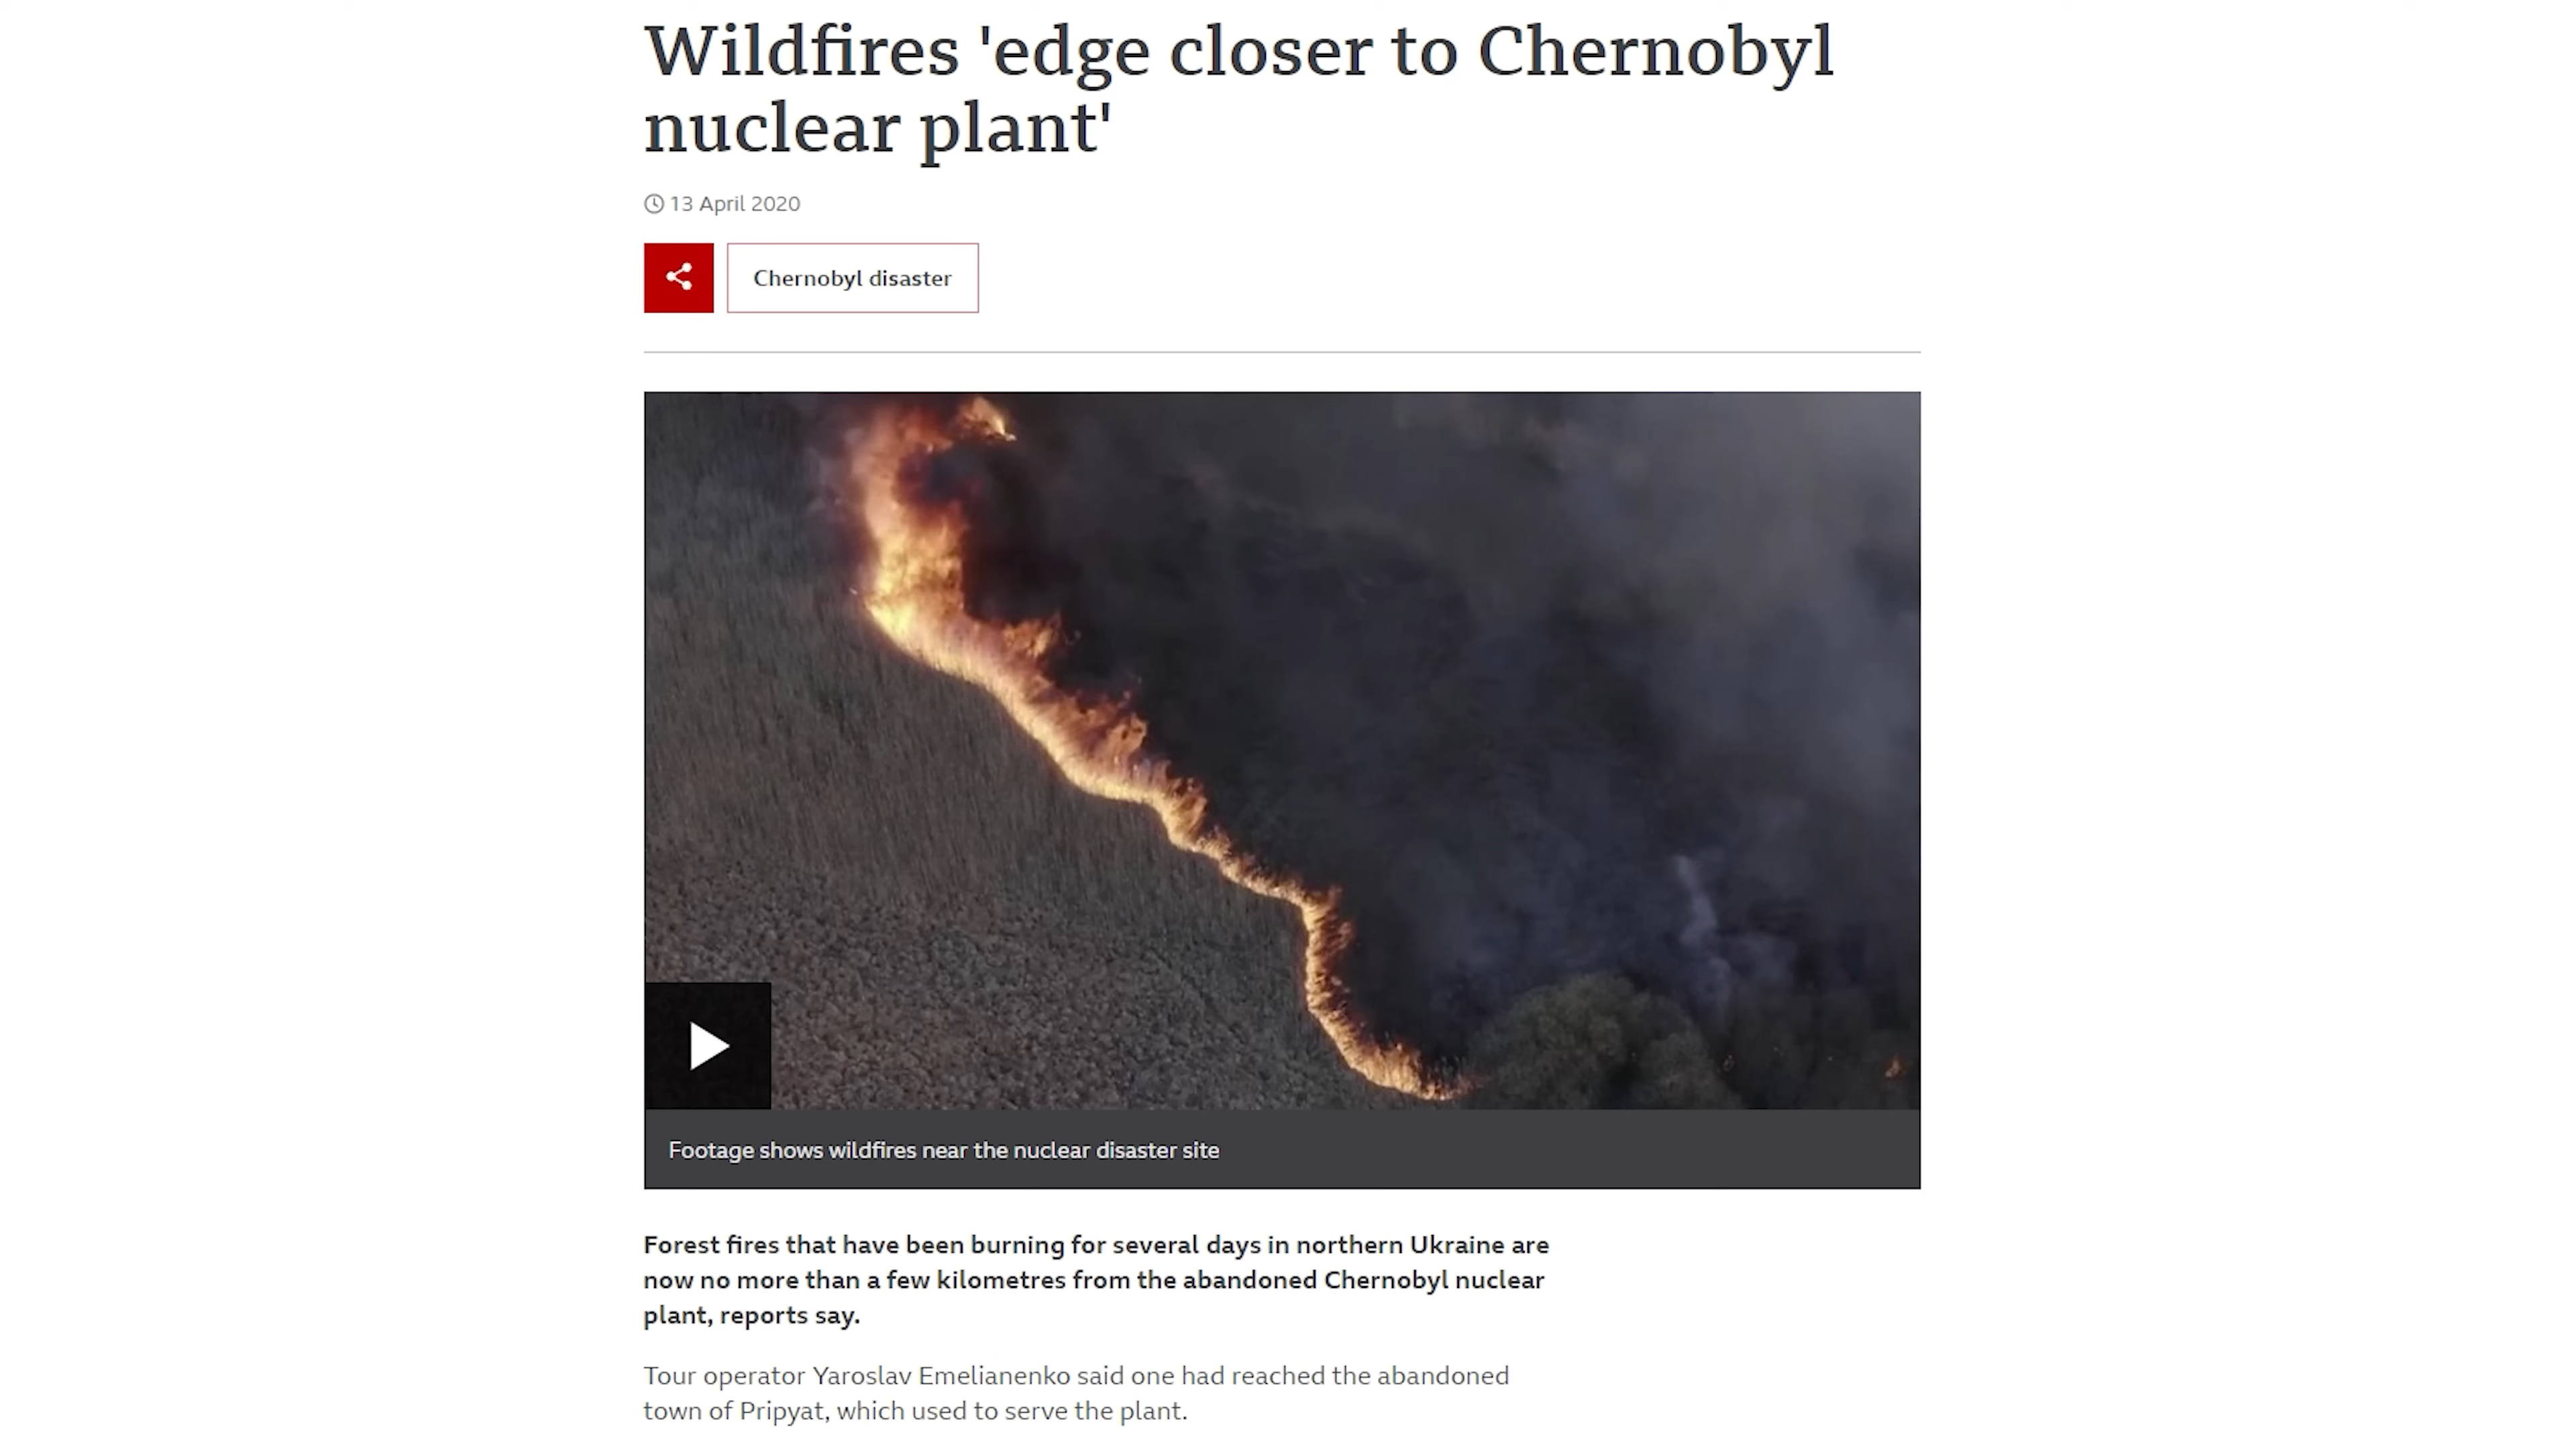 Wildfires 'edge closer to Chernobyl
nuclear plant'
13 April 2020
Chernobyl disaster
Footage shows wildfires near the nuclear disaster site
Forest fires that have been burning for several days in northern Ukraine are
now no more than a few kilometres from the abandoned Chernobyl nuclear
plant, reports say.
Tour operator Yaroslav Emelianenko said one had reached the abandoned
town of Pripyat, which used to serve the plant.